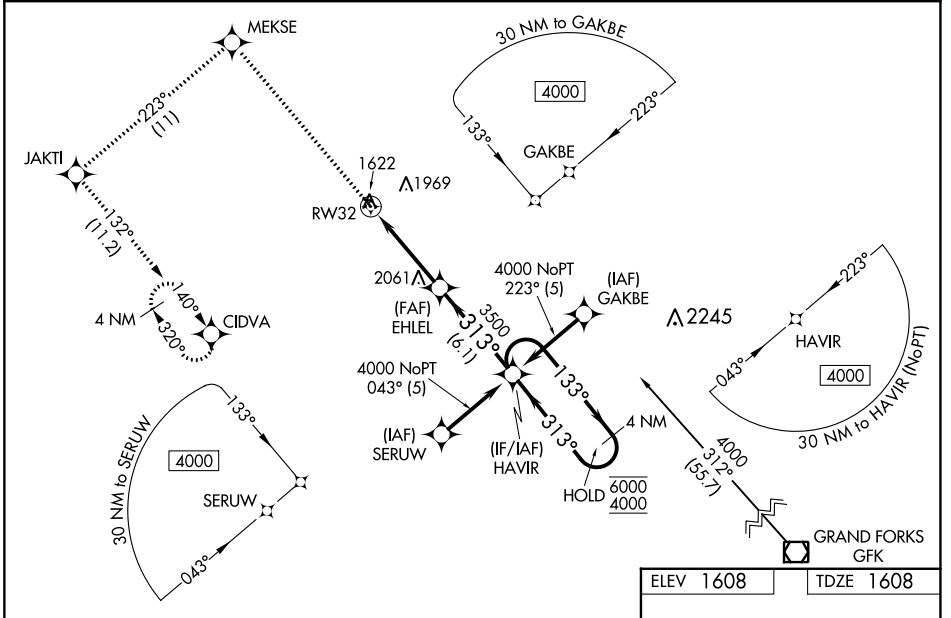 MEKSE
223°
(11)
JAKTI
132°
(11.2)
4 NM
140°
320°
CIDVA
30 NM to GAKBE
4000
133°
223°
GAKBE
1622
1969
RW32
2061
(FAF)
EHLEL
313°
3500
(6.1)
4000 NoPT
223° (5)
(IAF)
GAKBE
2245
4000 NoPT
043° (5)
(IAF)
SERUW
(IF/IAF)
HAVIR
133°
313°
4 NM
HOLD
6000
4000
223°
043°
HAVIR
4000
30 NM to HAVIR (NoPT)
30 NM to SERUW
4000
133°
SERUW
043°
4000
312°
(55.7)
GRAND FORKS
GFK
ELEV 1608
TDZE 1608